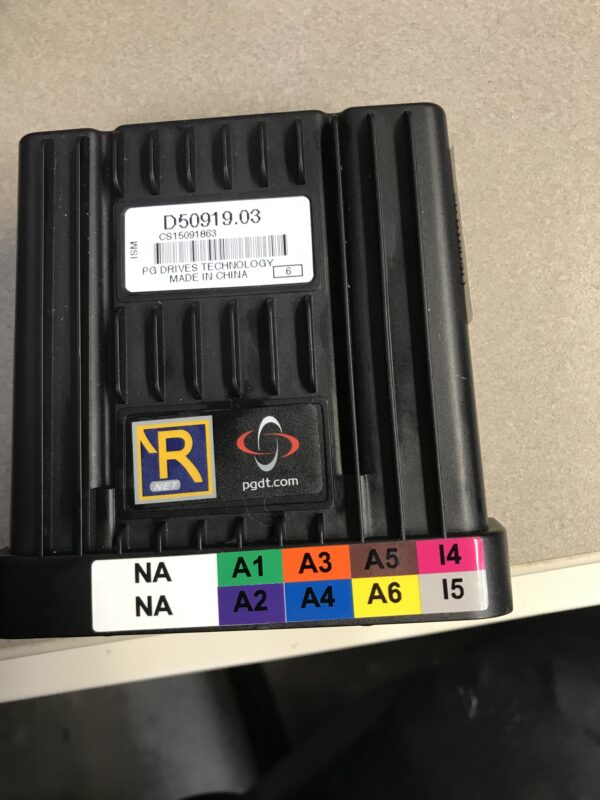 D50919.03
CS15091863
ISM
PG DRIVES TECHNOLOGY
MADE IN CHINA
6
R
NET
pgdt.com
NA A1 A3 A5 I4
NA A2 A4 A6 I5